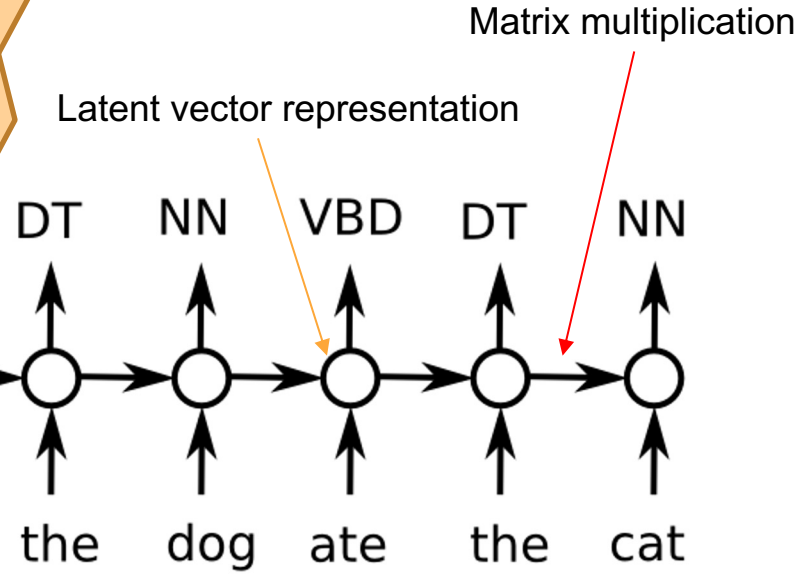 Matrix multiplication
Latent vector representation
DT NN VBD DT NN
the dog ate the cat